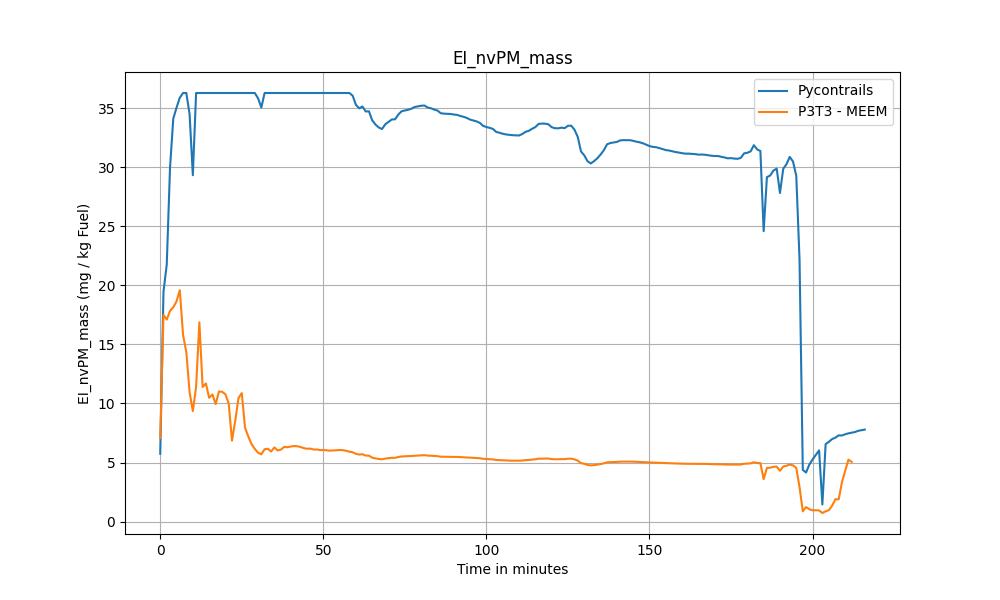 EI_nvPM_mass
Pycontrails
P3T3 - MEEM
EI_nvPM_mass (mg / kg Fuel)
35
30
25
20
15
10
5
0
0 50 100 150 200
Time in minutes